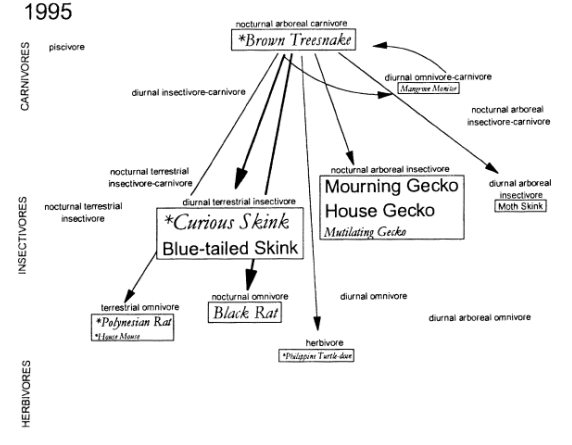 1995
nocturnal arboreal carnivore
*Brown Treesnake
CARNIVORES
piscivore
diurnal omnivore-carnivore
Mangrove Monitor
diurnal insectivore-carnivore
nocturnal arboreal
insectivore-carnivore
nocturnal terrestrial
insectivore-carnivore
nocturnal arboreal insectivore
Mourning Gecko
House Gecko
Mutilating Gecko
diurnal arboreal
insectivore
Moth Skink
INSECTIVORES
nocturnal terrestrial
insectivore
diurnal terrestrial insectivore
*Curious Skink
Blue-tailed Skink
terrestrial omnivore
*Polynesian Rat
*House Mouse
nocturnal omnivore
Black Rat
diurnal omnivore
diurnal arboreal omnivore
herbivore
*Philippine Turtle-dove
HERBIVORES